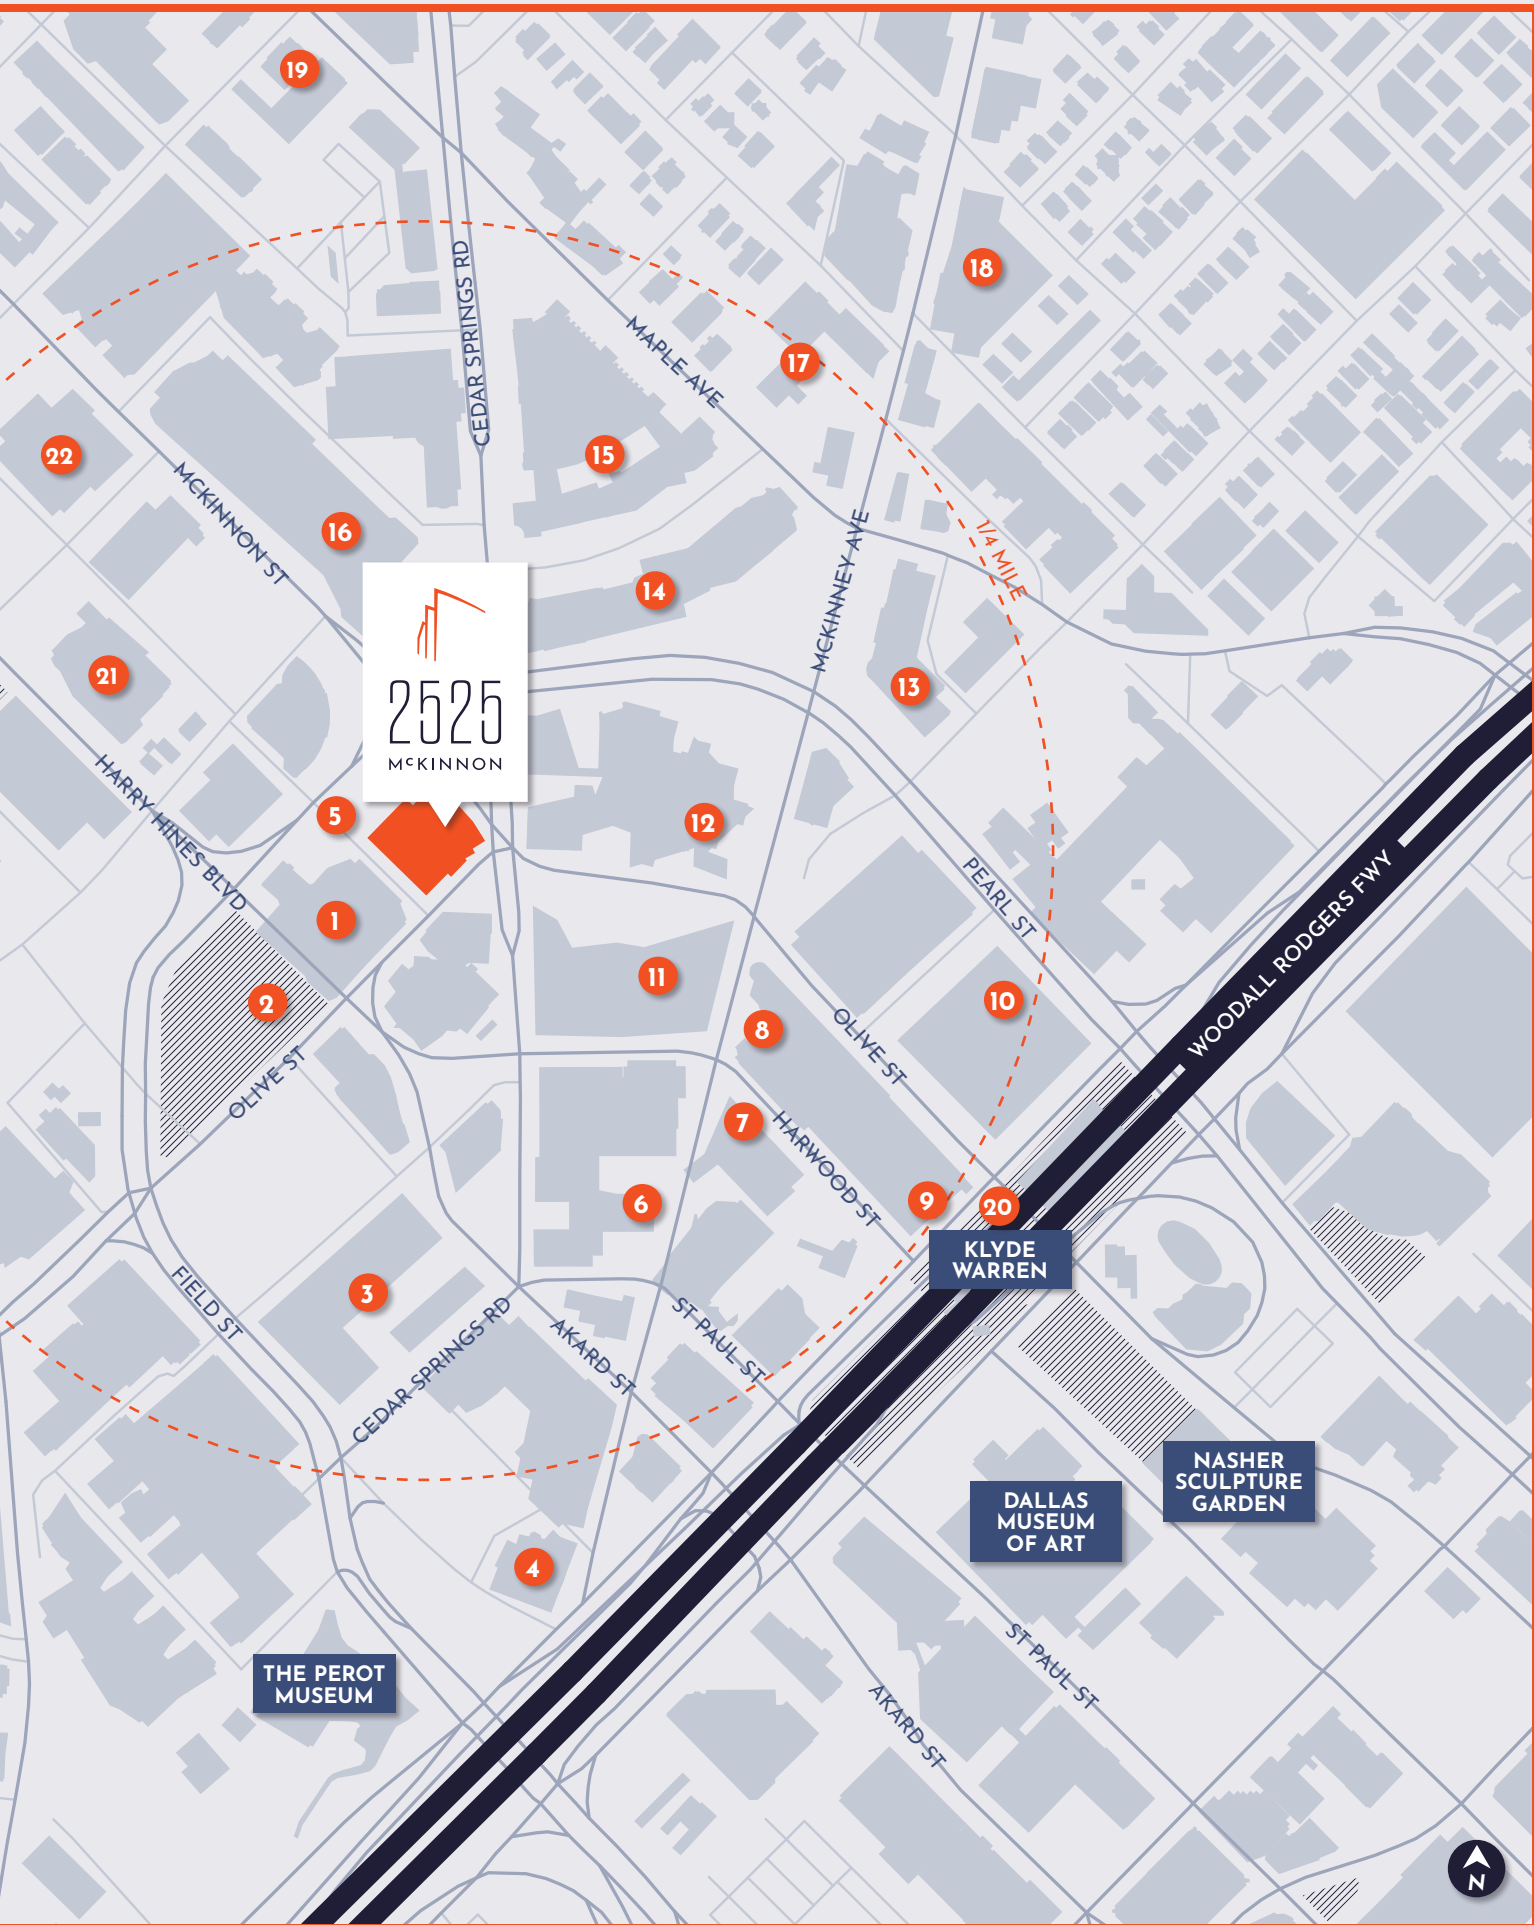 19
18
CEDAR SPRINGS RD
MAPLE AVE
17
22
MCKINNON ST
15
16
1/4 MILE
MCKINNEY AVE
14
2525
McKINNON
21
13
HARRY HINES BLVD
5
12
PEARL ST
WOODALL RODGERS FWY
1
11
10
2
8
OLIVE ST
OLIVE ST
7
HARWOOD ST
6
9
20
KLYDE
WARREN
FIELD ST
3
CEDAR SPRINGS RD
AKARD ST
ST PAUL ST
NASHER
SCULPTURE
GARDEN
DALLAS
MUSEUM
OF ART
4
ST PAUL ST
THE PEROT
MUSEUM
AKARD ST
N